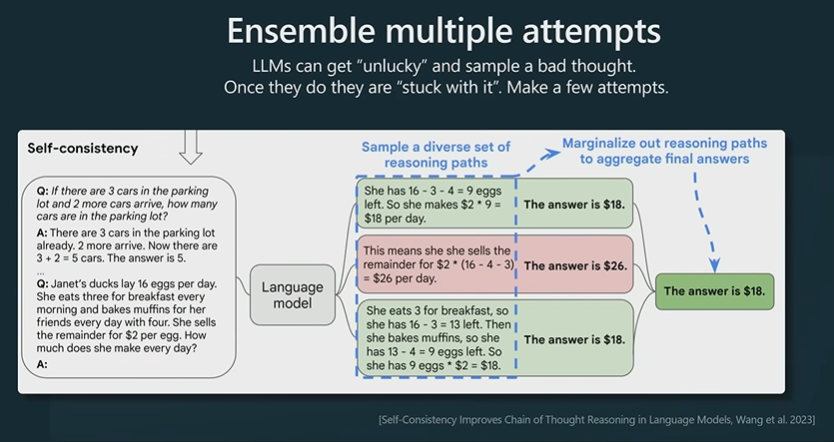 Ensemble multiple attempts
LLMs can get “unlucky” and sample a bad thought.
Once they do they are “stuck with it”. Make a few attempts.
Self-consistency
Sample a diverse set of
reasoning paths
Marginalize out reasoning paths
to aggregate final answers
Q: If there are 3 cars in the parking
lot and 2 more cars arrive, how many
cars are in the parking lot?
A: There are 3 cars in the parking lot
already. 2 more arrive. Now there are
3 + 2 = 5 cars. The answer is 5.
...
Q: Janet’s ducks lay 16 eggs per day.
She eats three for breakfast every
morning and bakes muffins for her
friends every day with four. She sells
the remainder for $2 per egg. How
much does she make every day?
A:
Language
model
She has 16 - 3 - 4 = 9 eggs
left. So she makes $2 * 9 =
$18 per day.
The answer is $18.
This means she she sells the
remainder for $2 * (16 - 4 - 3)
= $26 per day.
The answer is $26.
She eats 3 for breakfast, so
she has 16 - 3 = 13 left. Then
she bakes muffins, so she
has 13 - 4 = 9 eggs left. So
she has 9 eggs * $2 = $18.
The answer is $18.
The answer is $18.
[Self-Consistency Improves Chain of Thought Reasoning in Language Models, Wang et al. 2023]